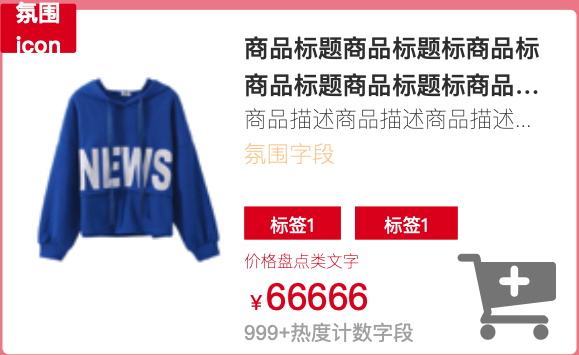 氛围
icon
商品标题商品标题标商品标
商品标题商品标题标商品...
商品描述商品描述商品描述...
氛围字段
NEWS
标签1
标签1
价格盘点类文字
¥66666
999+热度计数字段